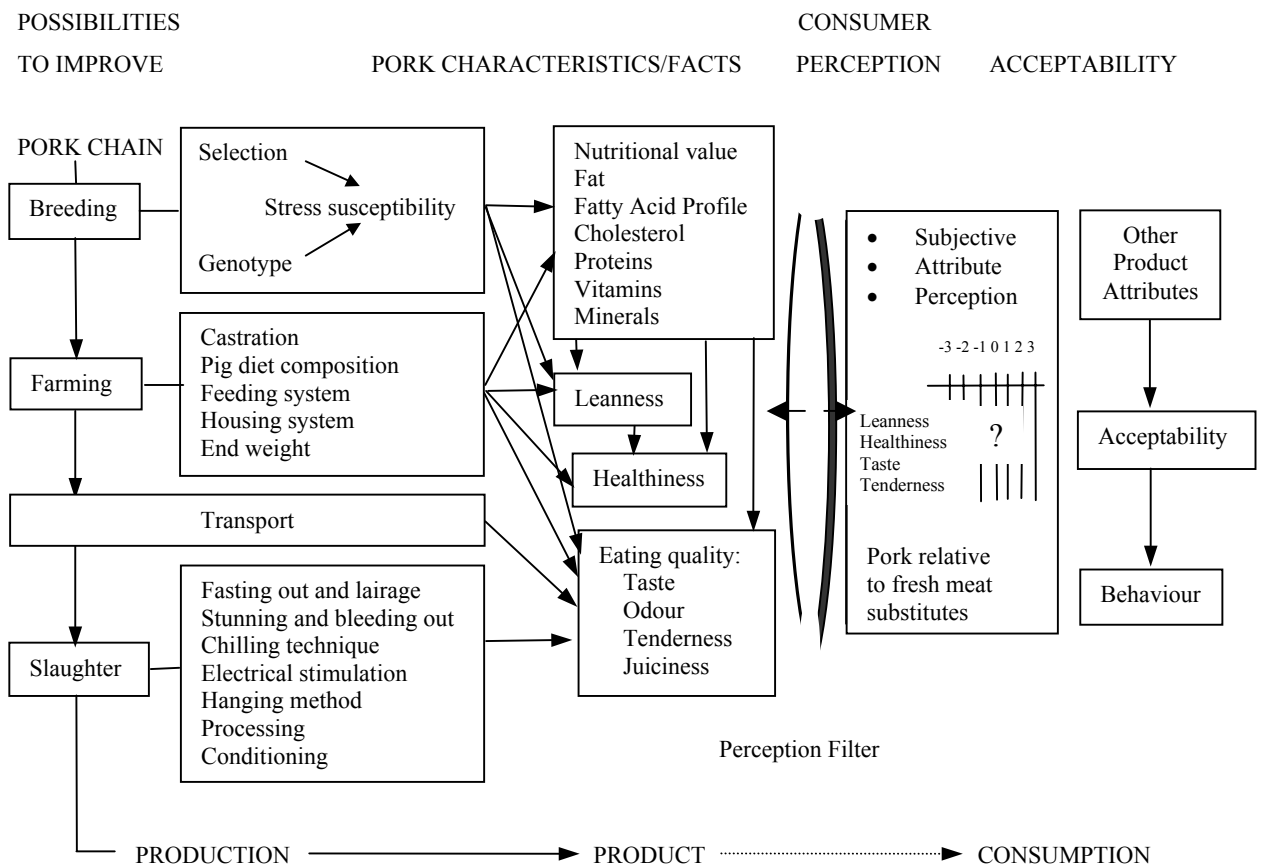 POSSIBILITIES
TO IMPROVE
PORK CHARACTERISTICS/FACTS
CONSUMER
PERCEPTION
ACCEPTABILITY
PORK CHAIN
Breeding
Selection
Stress susceptibility
Genotype
Farming
Castration
Pig diet composition
Feeding system
Housing system
End weight
Transport
Slaughter
Fasting out and lairage
Stunning and bleeding out
Chilling technique
Electrical stimulation
Hanging method
Processing
Conditioning
Nutritional value
Fat
Fatty Acid Profile
Cholesterol
Proteins
Vitamins
Minerals
Leanness
Healthiness
Eating quality:
Taste
Odour
Tenderness
Juiciness
Perception Filter
• Subjective
• Attribute
• Perception
-3 -2 -1 0 1 2 3
Leanness
Healthiness
Taste
Tenderness
?
Pork relative
to fresh meat
substitutes
Other
Product
Attributes
Acceptability
Behaviour
PRODUCTION
PRODUCT
CONSUMPTION